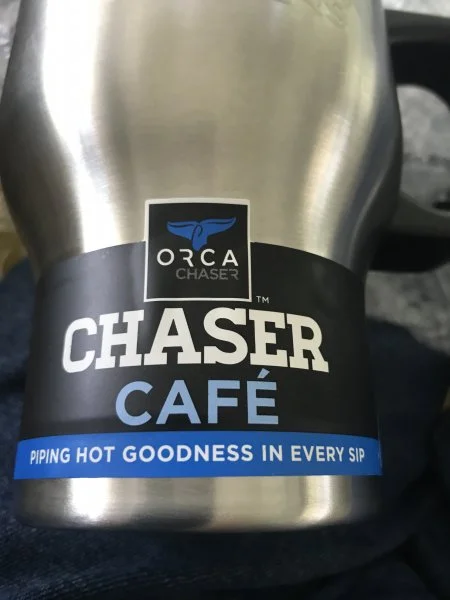 ORCA
CHASER
™
CHASER
CAFÉ
PIPING HOT GOODNESS IN EVERY SIP